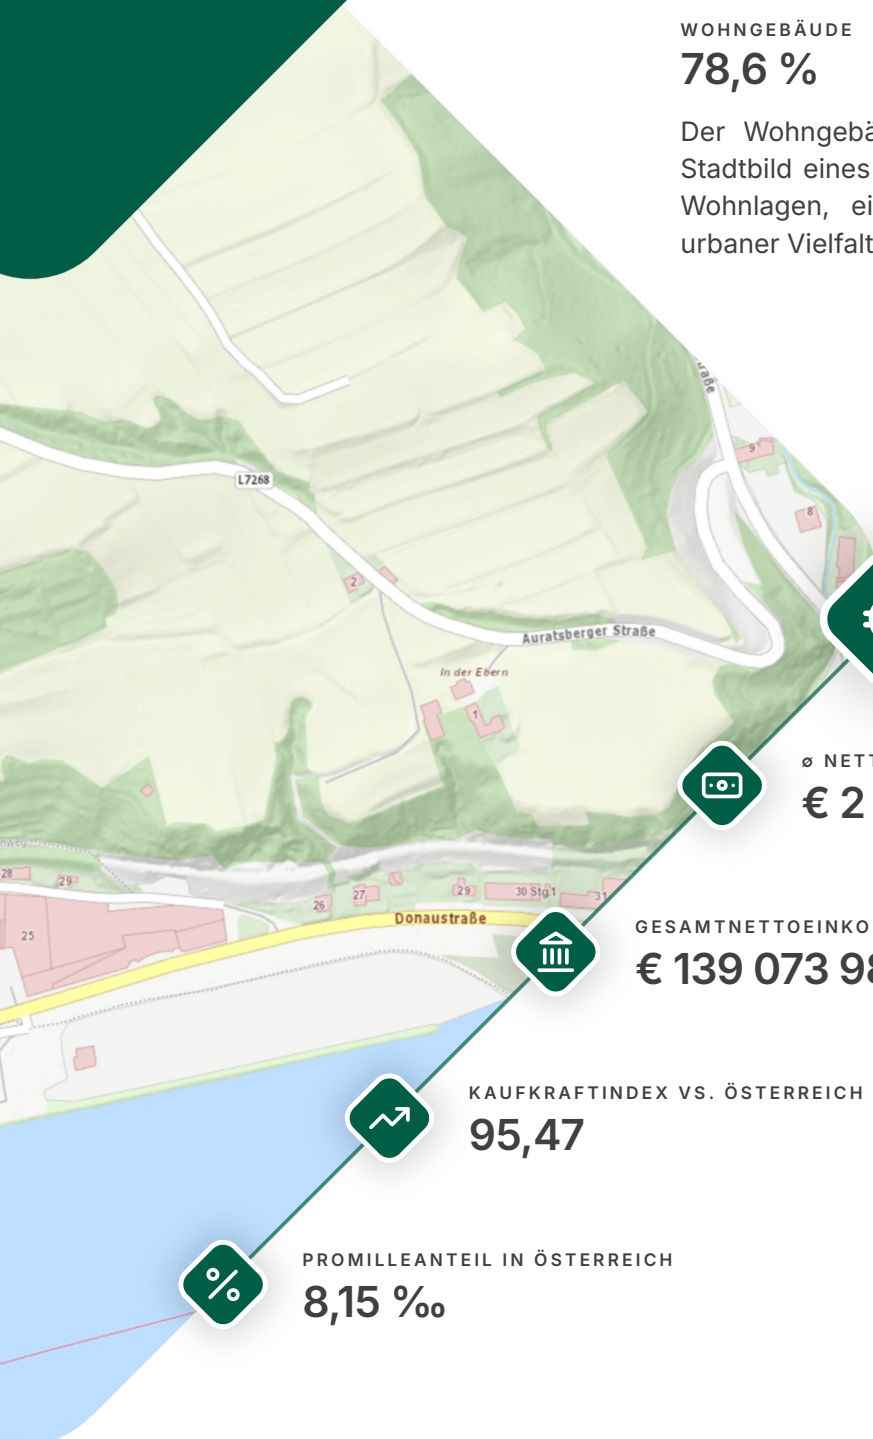 WOHNGEBÄUDE
78,6 %
Der Wohngebä
Stadtbild eines
Wohnlagen, ei
urbaner Vielfalt
raße
9
L7268
8
2
Auratsberger Straße
In der Ebern
1
ø NETT
€ 2
28
29
29
30 Stg.1
31
27
26
Donaustraße
25
GESAMTNETTOEINKO
€ 139 073 98
KAUFKRAFTINDEX VS. ÖSTERREICH
95,47
PROMILLEANTEIL IN ÖSTERREICH
8,15 ‰